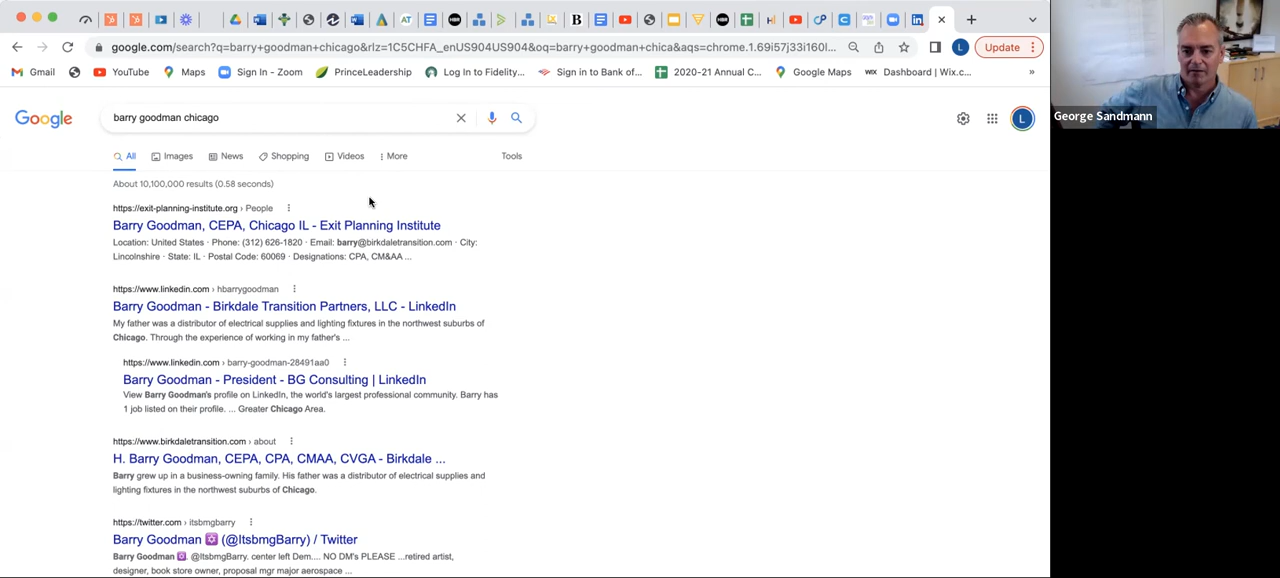 google.com/search?q=barry+goodman+chicago&rlz=1C5CHFA_enUS904US904&oq=barry+goodman+chica&aqs=chrome.1.69i57j33i160l...
L
Update
Gmail
YouTube
Maps
Sign In - Zoom
PrinceLeadership
Log In to Fidelity...
Sign in to Bank of...
2020-21 Annual C...
Google Maps
WIX Dashboard | Wix.c...
»
George Sandmann
Google
barry goodman chicago
L
All
Images
News
Shopping
Videos
More
Tools
About 10,100,000 results (0.58 seconds)
https://exit-planning-institute.org › People
Barry Goodman, CEPA, Chicago IL - Exit Planning Institute
Location: United States · Phone: (312) 626-1820 · Email: barry@birkdaletransition.com · City:
Lincolnshire · State: IL · Postal Code: 60069 · Designations: CPA, CM&AA ...
https://www.linkedin.com › hbarrygoodman
Barry Goodman - Birkdale Transition Partners, LLC - LinkedIn
My father was a distributor of electrical supplies and lighting fixtures in the northwest suburbs of
Chicago. Through the experience of working in my father's ...
https://www.linkedin.com › barry-goodman-28491aa0
Barry Goodman - President - BG Consulting | LinkedIn
View Barry Goodman's profile on LinkedIn, the world's largest professional community. Barry has
1 job listed on their profile. ... Greater Chicago Area.
https://www.birkdaletransition.com › about
H. Barry Goodman, CEPA, CPA, CMAA, CVGA - Birkdale ...
Barry grew up in a business-owning family. His father was a distributor of electrical supplies and
lighting fixtures in the northwest suburbs of Chicago.
https://twitter.com › itsbmgbarry
Barry Goodman ✡️ (@ItsbmgBarry) / Twitter
Barry Goodman ✡️. @ItsbmgBarry. center left Dem.... NO DM's PLEASE ...retired artist,
designer, book store owner, proposal mgr major aerospace ...